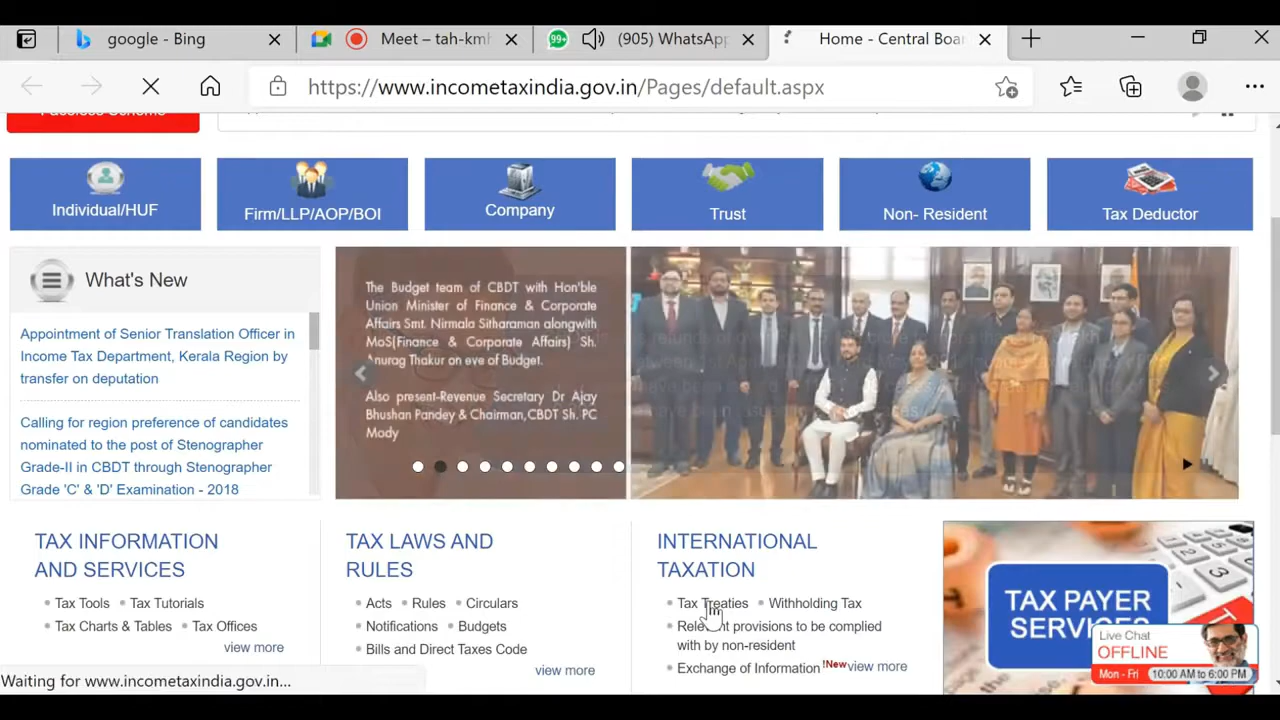 google - Bing
Meet – tah-kmh
99+
(905) WhatsApp
Home - Central Boar
https://www.incometaxindia.gov.in/Pages/default.aspx
Individual/HUF
Firm/LLP/AOP/BOI
Company
Trust
Non- Resident
Tax Deductor
What's New
Appointment of Senior Translation Officer in
Income Tax Department, Kerala Region by
transfer on deputation
Calling for region preference of candidates
nominated to the post of Stenographer
Grade-II in CBDT through Stenographer
Grade 'C' & 'D' Examination - 2018
The Budget team of CBDT with Hon'ble
Union Minister of Finance & Corporate
Affairs Smt. Nirmala Sitharaman alongwith
MoS(Finance & Corporate Affairs) Sh.
Anurag Thakur on eve of Budget.
Also present-Revenue Secretary Dr Ajay
Bhushan Pandey & Chairman,CBDT Sh. PC
Mody
TAX INFORMATION
AND SERVICES
Tax Tools
Tax Tutorials
Tax Charts & Tables
Tax Offices
view more
TAX LAWS AND
RULES
Acts
Rules
Circulars
Notifications
Budgets
Bills and Direct Taxes Code
view more
INTERNATIONAL
TAXATION
Tax Treaties
Withholding Tax
Relevant provisions to be complied
with by non-resident
Exchange of Information !New
view more
TAX PAYER
SERVICES
Live Chat
OFFLINE
Mon - Fri 10:00 AM to 6:00 PM
Waiting for www.incometaxindia.gov.in...